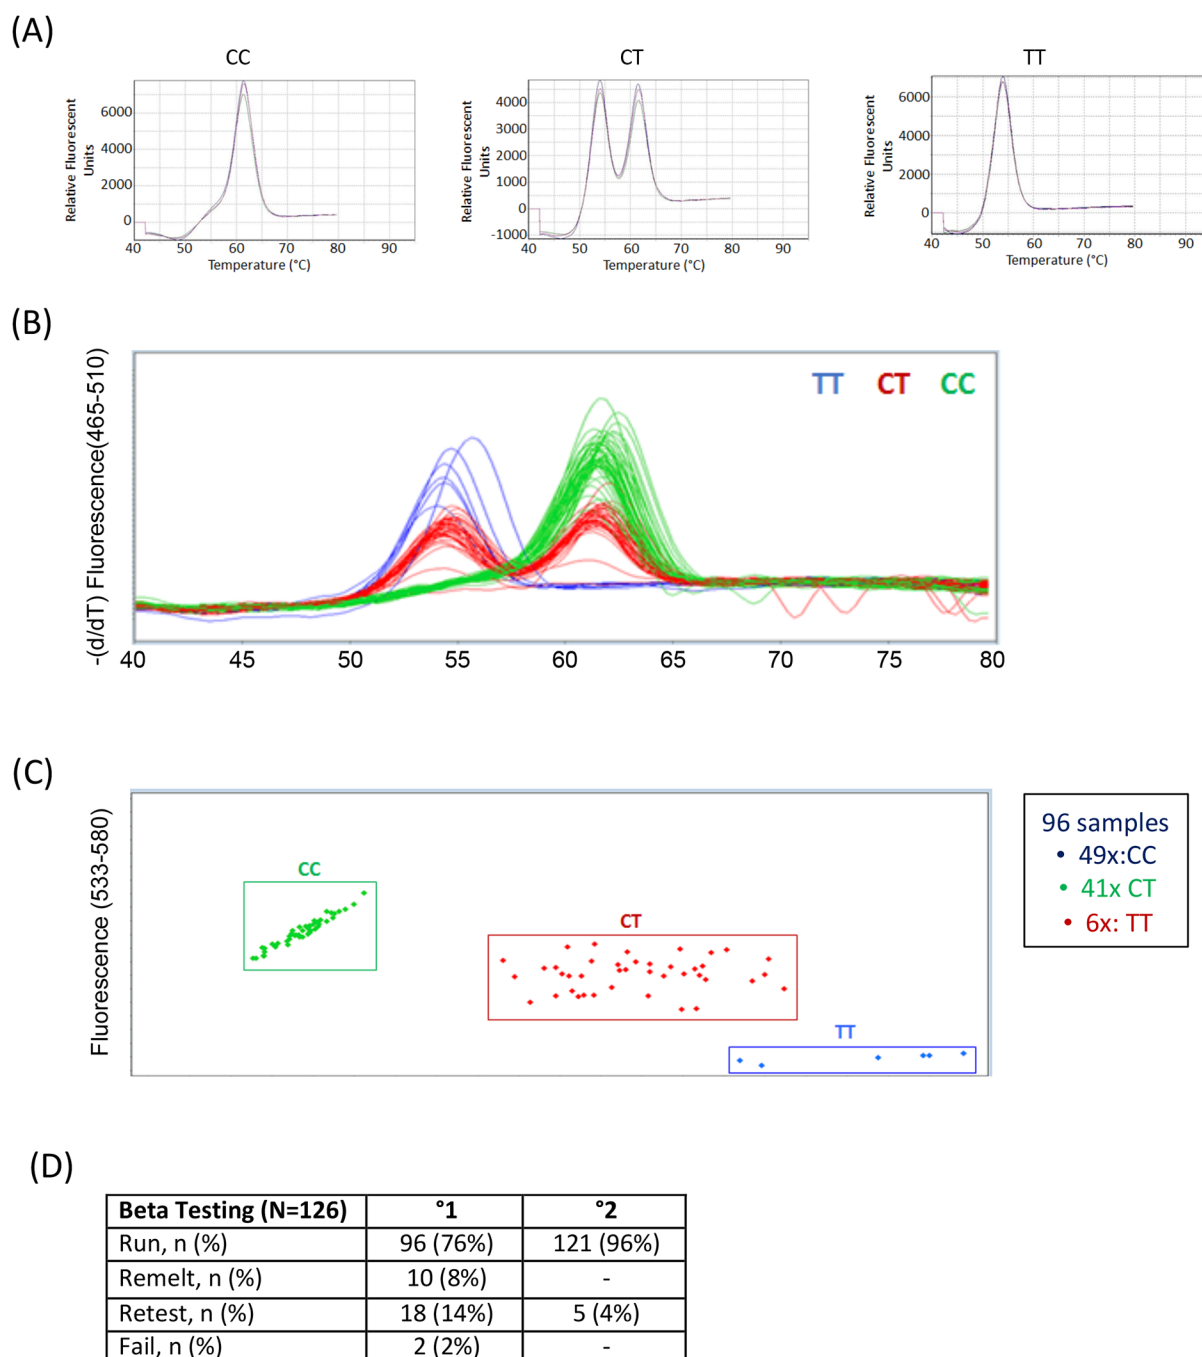 (A)
CC
CT
TT
Relative Fluorescent
Units
6000
4000
2000
0
40 50 60 70 80 90
Temperature (°C)
Relative Fluorescent
Units
4000
3000
2000
1000
0
-1000
40 50 60 70 80 90
Temperature (°C)
Relative Fluorescent
Units
6000
4000
2000
0
40 50 60 70 80 90
Temperature (°C)
(B)
-(d/dT) Fluorescence(465-510)
TT CT CC
40 45 50 55 60 65 70 75 80
(C)
Fluorescence (533-580)
CC
CT
TT
96 samples
• 49x:CC
• 41x CT
• 6x: TT
(D)
Beta Testing (N=126) °1 °2
Run, n (%) 96 (76%) 121 (96%)
Remelt, n (%) 10 (8%) -
Retest, n (%) 18 (14%) 5 (4%)
Fail, n (%) 2 (2%) -